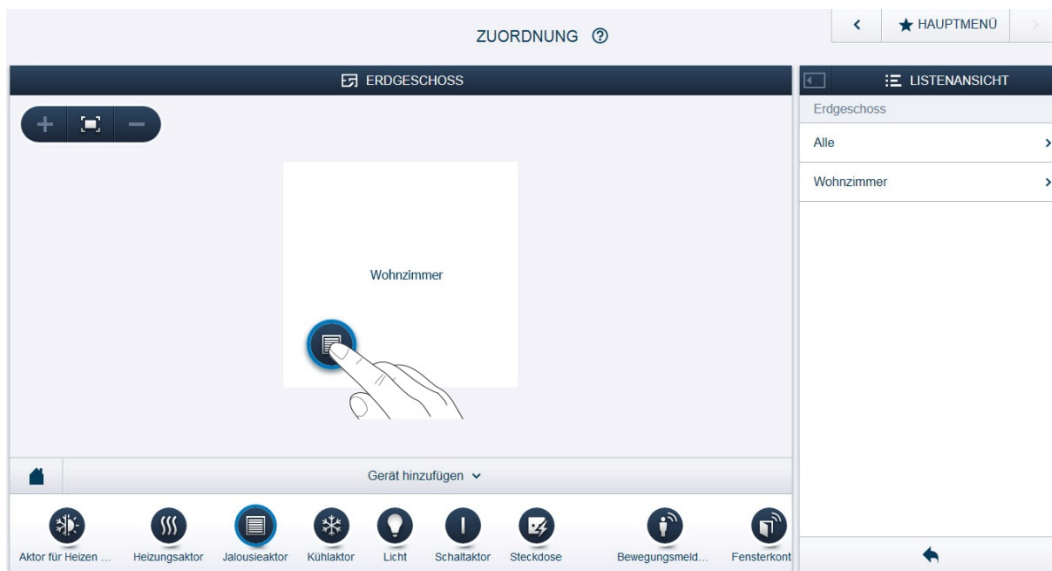 ZUORDNUNG ?
HAUPTMENÜ
ERDGESCHOSS
LISTENANSICHT
Erdgeschoss
Alle
Wohnzimmer
Wohnzimmer
Gerät hinzufügen
Aktor für Heizen ...
Heizungsaktor
Jalousieaktor
Kühlaktor
Licht
Schaltaktor
Steckdose
Bewegungsmeld...
Fensterkont